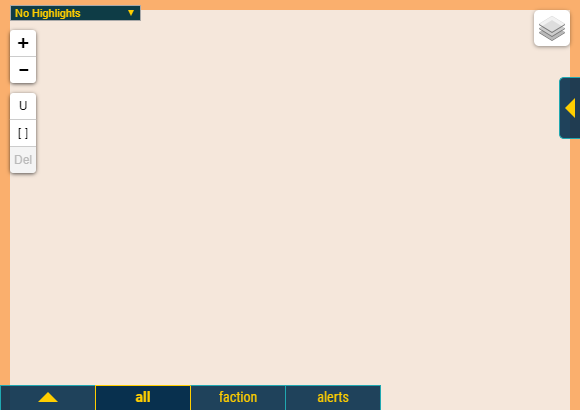 No Highlights
+
−
U
[ ]
Del
all
faction
alerts